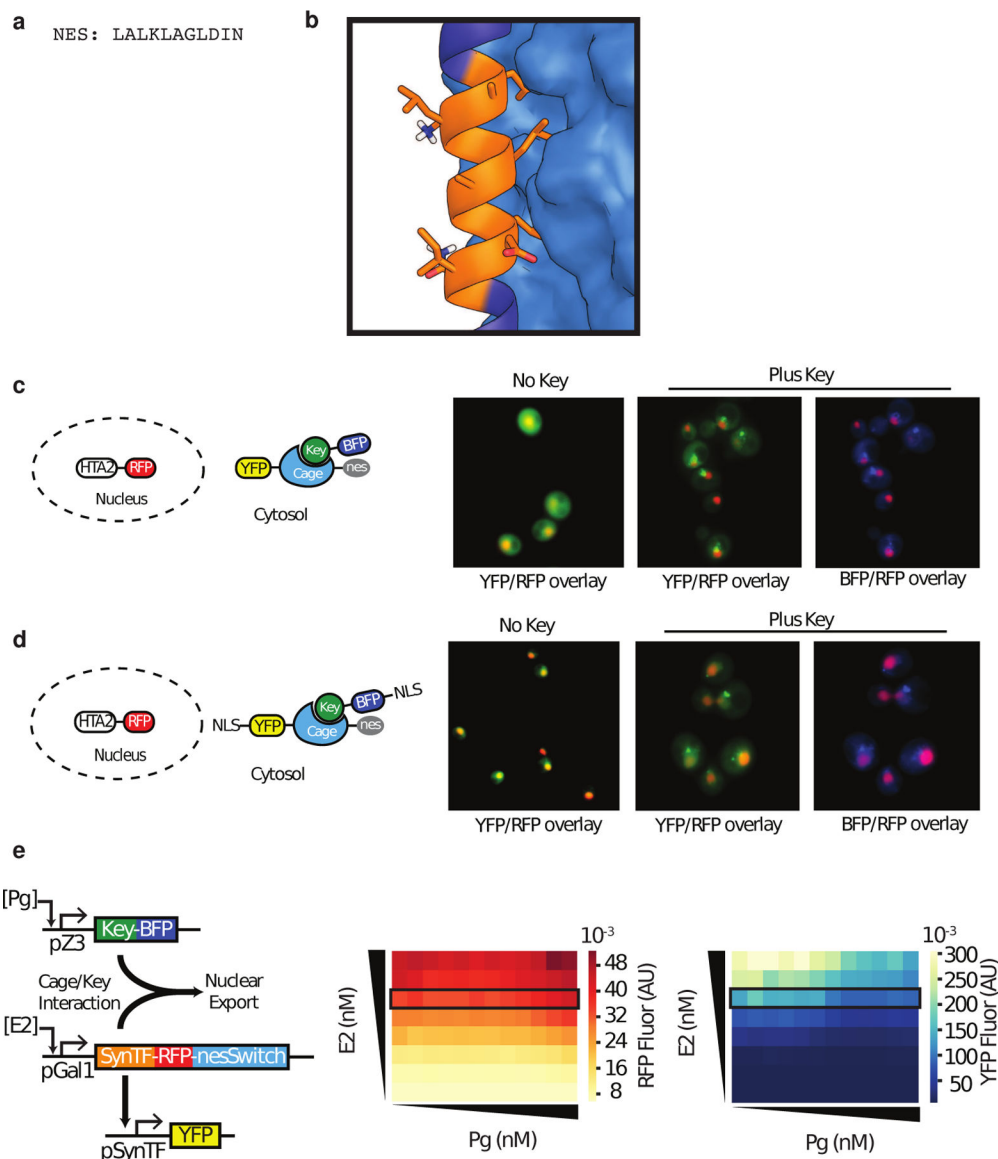 a
NES: LALKLAGLDIN
b
c
HTA2 RFP
Nucleus
YFP Cage Key BFP nes
Cytosol
No Key
Plus Key
YFP/RFP overlay
YFP/RFP overlay
BFP/RFP overlay
d
HTA2 RFP
Nucleus
NLS YFP Cage Key BFP NLS nes
Cytosol
No Key
Plus Key
YFP/RFP overlay
YFP/RFP overlay
BFP/RFP overlay
e
[Pg]
pZ3
Key-BFP
Cage/Key
Interaction
Nuclear
Export
[E2]
pGal1
SynTF-RFP-nesSwitch
pSynTF
YFP
E2 (nM)
Pg (nM)
10-3
48
40
32
24
16
8
RFP Fluor (AU)
E2 (nM)
Pg (nM)
10-3
300
250
200
150
100
50
YFP Fluor (AU)